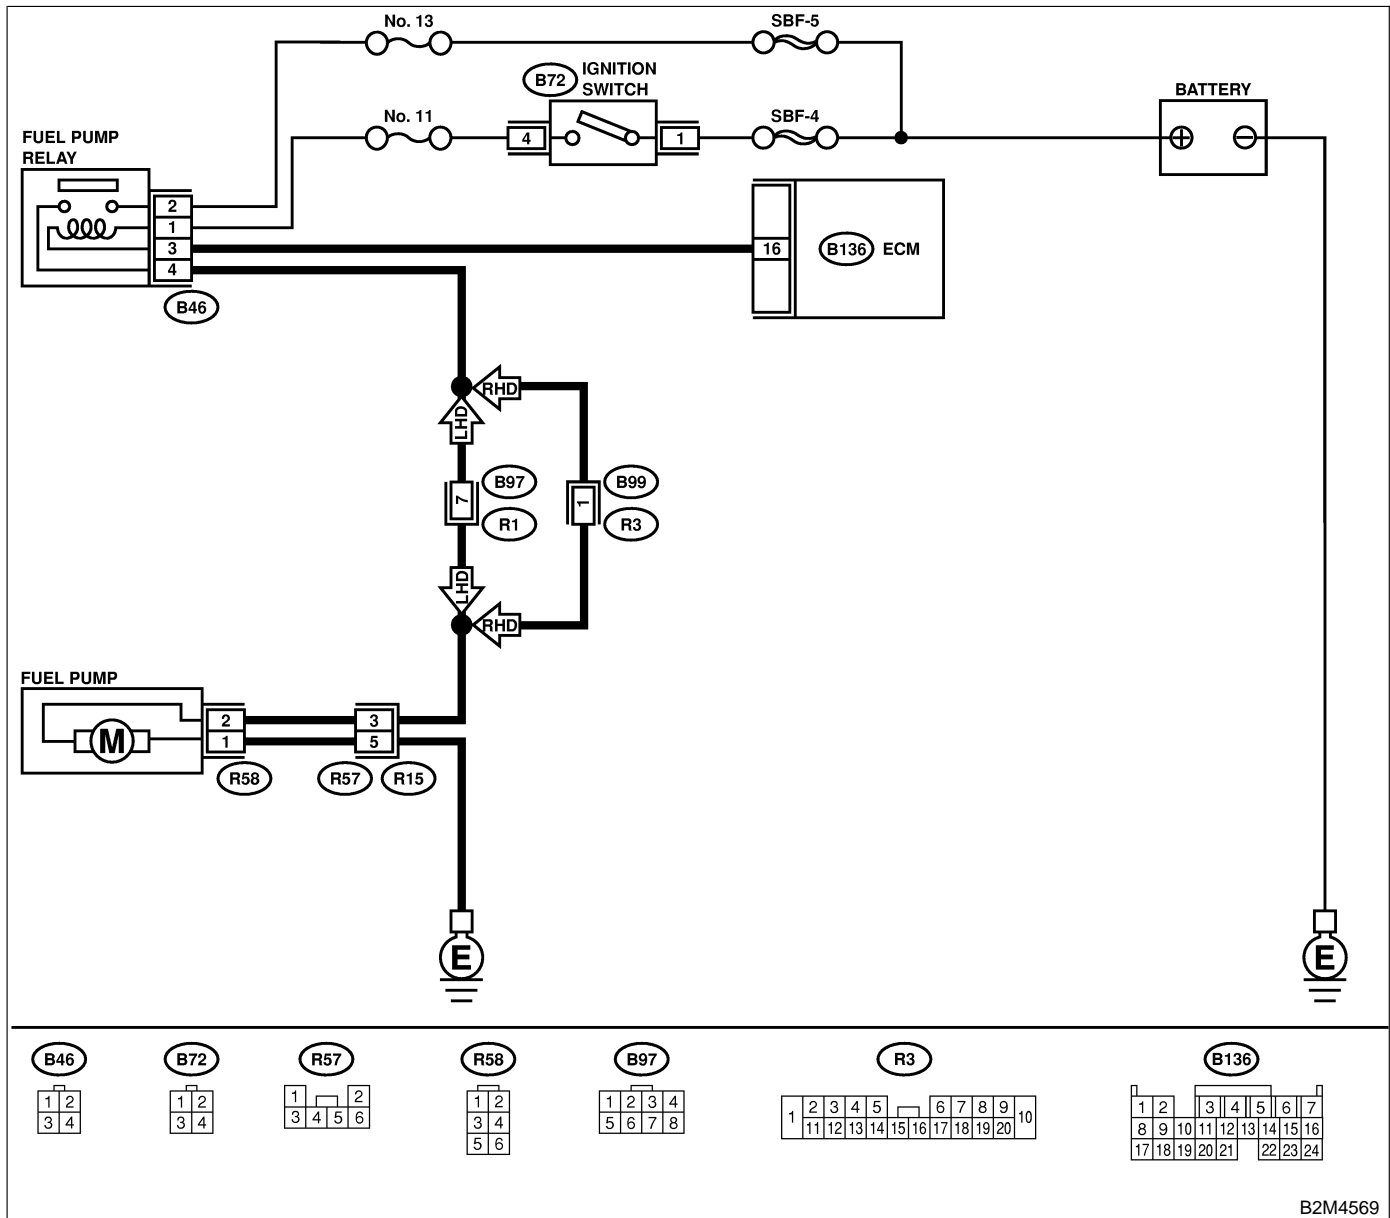 No. 13
SBF-5
B72
IGNITION
SWITCH
BATTERY
No. 11
4
1
SBF-4
FUEL PUMP
RELAY
2
1
3
4
16
B136
ECM
B46
RHD
LHD
B97
B99
7
1
R1
R3
LHD
RHD
FUEL PUMP
M
2
3
1
5
R58
R57
R15
E
E
B46
B72
R57
R58
B97
R3
B136
1 2
3 4
1 2
3 4
1 2
3 4 5 6
1 2
3 4
5 6
1 2 3 4
5 6 7 8
1 2 3 4 5 6 7 8 9 10
11 12 13 14 15 16 17 18 19 20
1 2 3 4 5 6 7
8 9 10 11 12 13 14 15 16
17 18 19 20 21 22 23 24
B2M4569